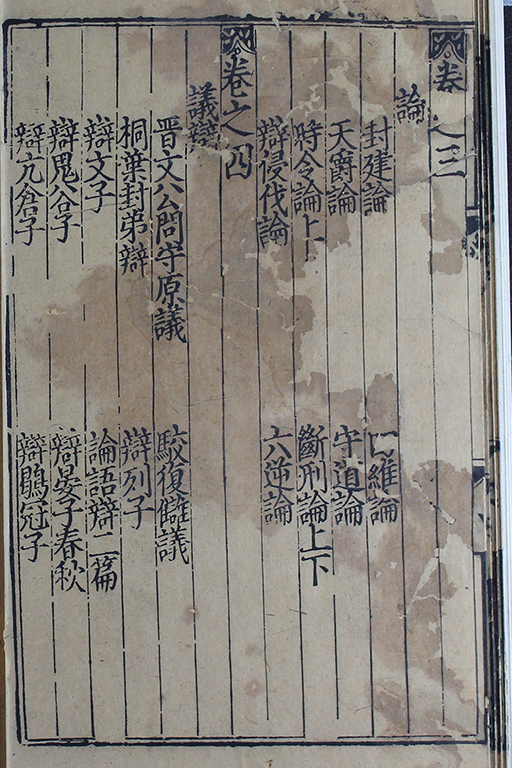 卷之三
論
封建論 四維論
天爵論 守道論
時令論上 斷刑論上下
辯侵伐論 六逆論
卷之四
議辯
晋文公問守原議 駁復讎議
桐葉封弟辯 辯列子
辯文子 論語辯二篇
辯鬼谷子 辯晏子春秋
辯亢倉子 辯鶡冠子